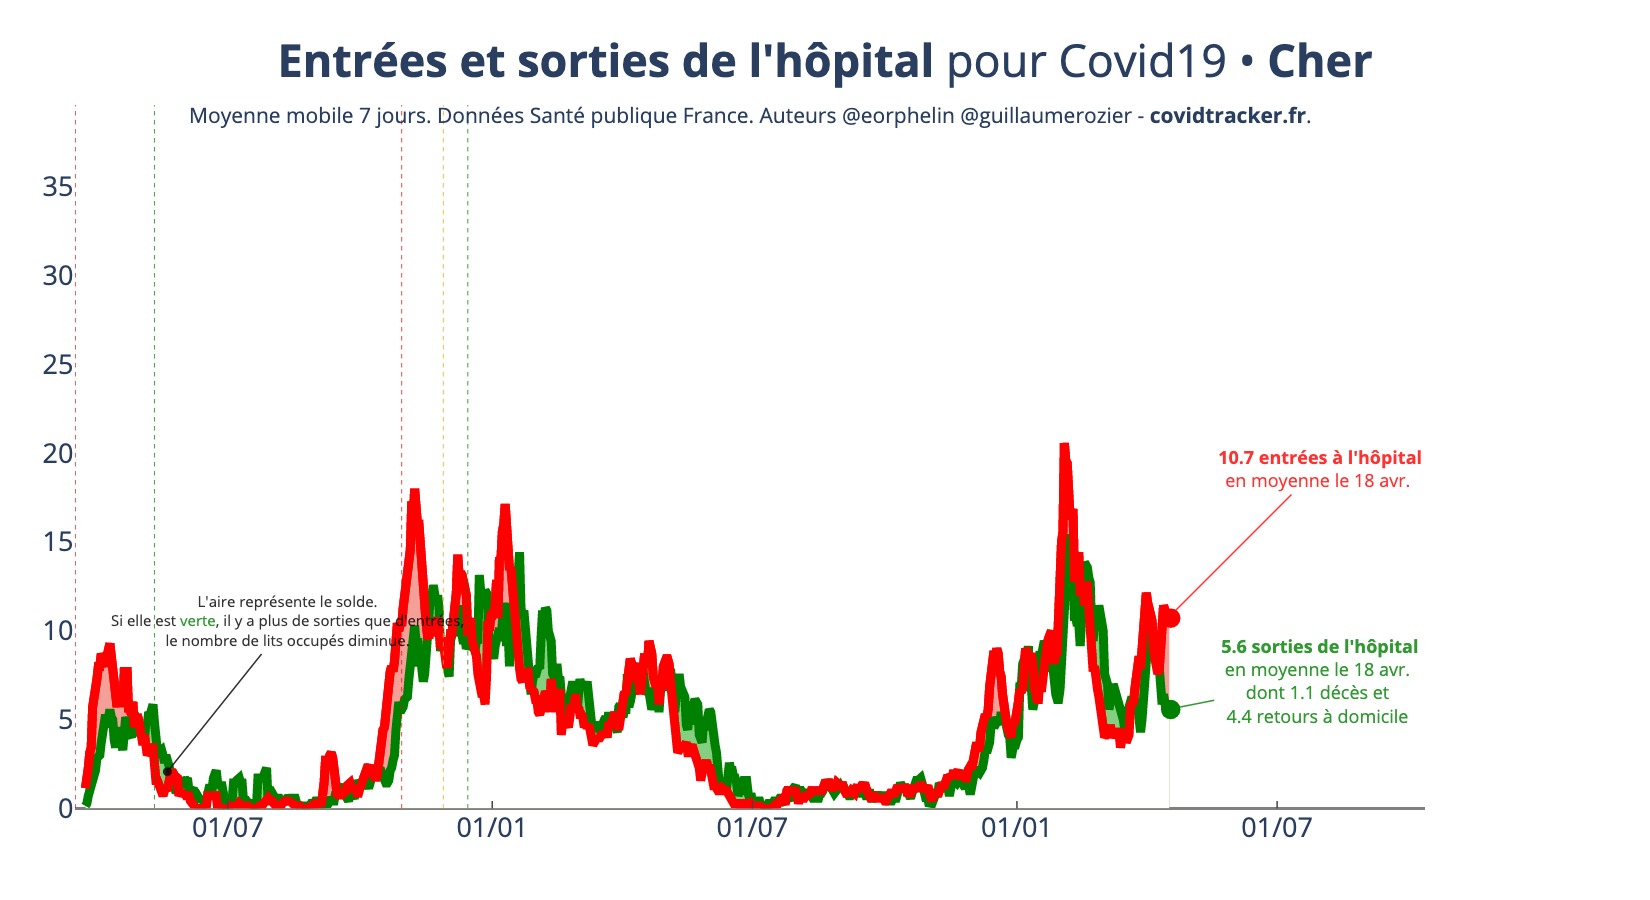 Entrées et sorties de l'hôpital pour Covid19 • Cher
Moyenne mobile 7 jours. Données Santé publique France. Auteurs @eorphelin @guillaumerozier - covidtracker.fr.
35
30
25
20
15
10
5
0
L'aire représente le solde.
Si elle est verte, il y a plus de sorties que d'entrées,
le nombre de lits occupés diminue.
10.7 entrées à l'hôpital
en moyenne le 18 avr.
5.6 sorties de l'hôpital
en moyenne le 18 avr.
dont 1.1 décès et
4.4 retours à domicile
01/07
01/01
01/07
01/01
01/07